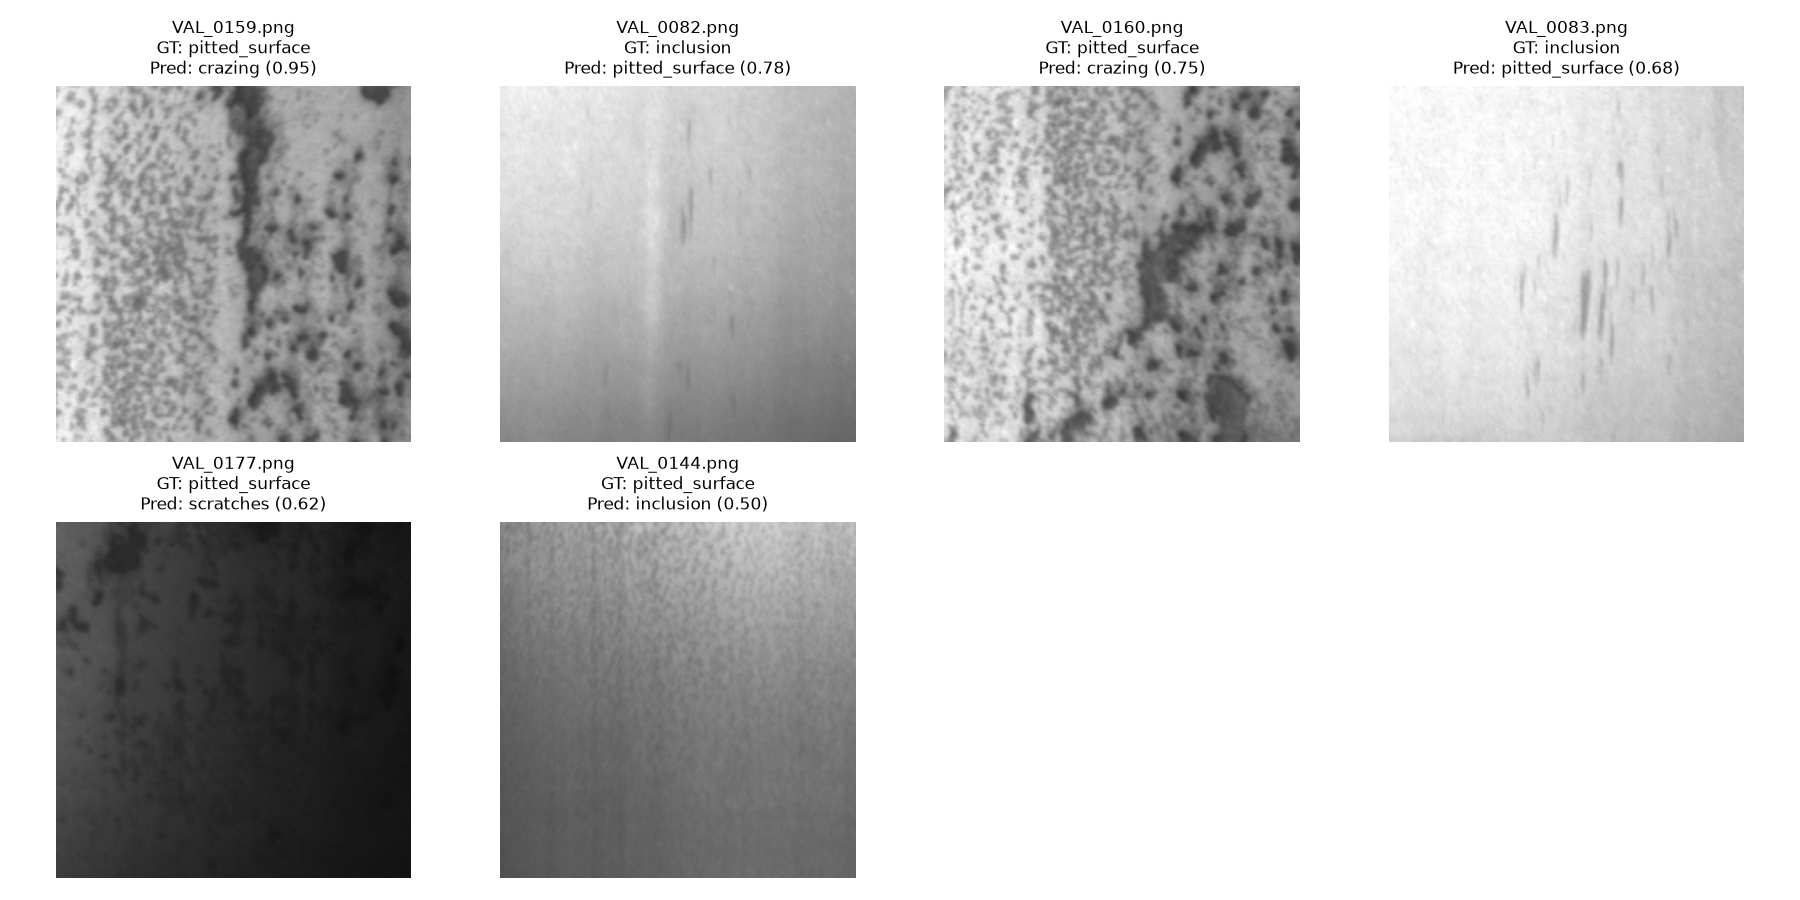 VAL_0159.png
GT: pitted_surface
Pred: crazing (0.95)
VAL_0082.png
GT: inclusion
Pred: pitted_surface (0.78)
VAL_0160.png
GT: pitted_surface
Pred: crazing (0.75)
VAL_0083.png
GT: inclusion
Pred: pitted_surface (0.68)
VAL_0177.png
GT: pitted_surface
Pred: scratches (0.62)
VAL_0144.png
GT: pitted_surface
Pred: inclusion (0.50)